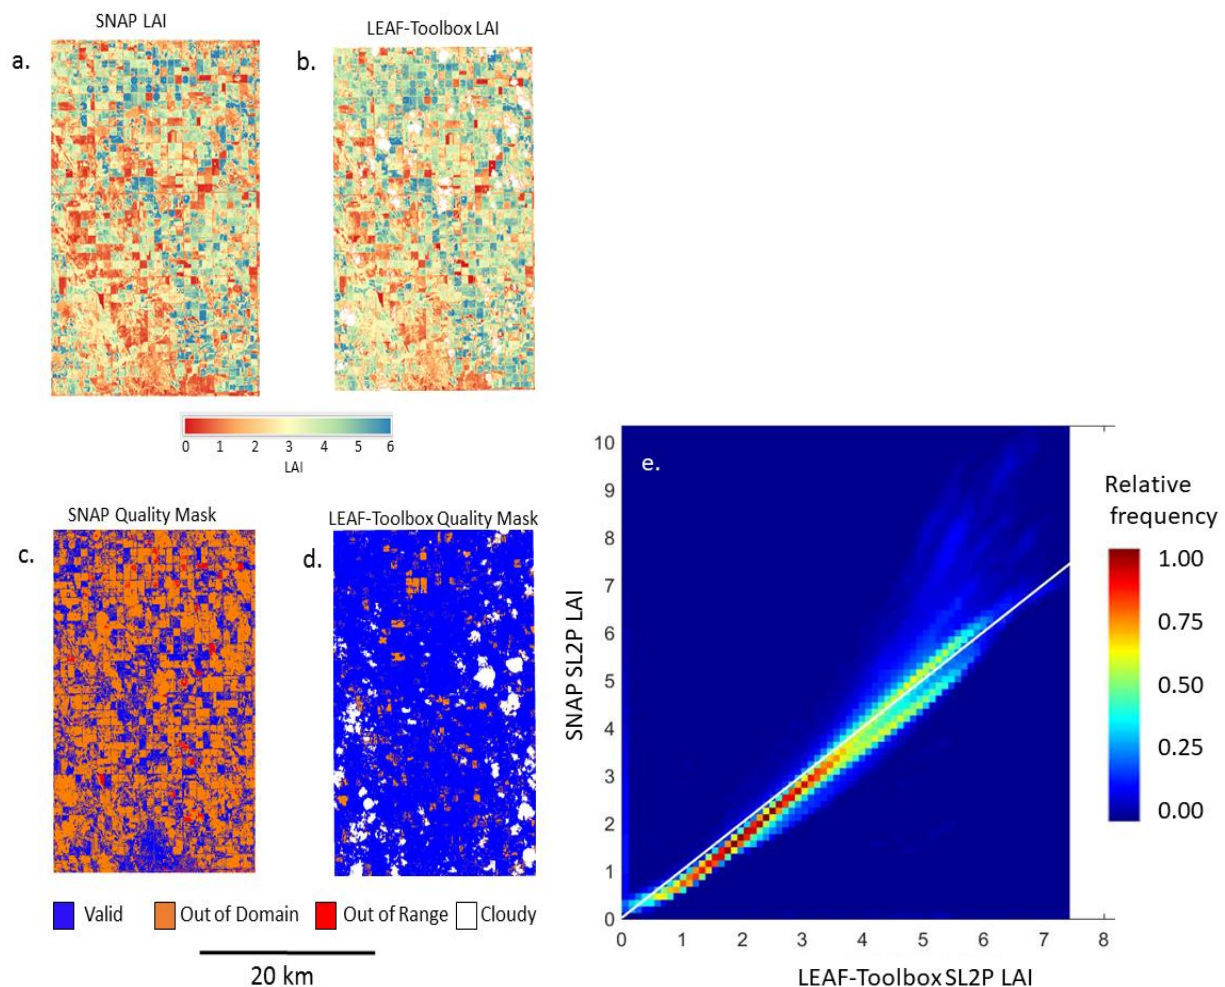 SNAP LAI
LEAF-Toolbox LAI
a.
b.
0 1 2 3 4 5 6
LAI
SNAP Quality Mask
LEAF-Toolbox Quality Mask
c.
d.
Valid Out of Domain Out of Range Cloudy
20 km
e.
10
9
8
7
6
5
4
3
2
1
0
SNAP SL2P LAI
0 1 2 3 4 5 6 7 8
LEAF-Toolbox SL2P LAI
Relative
frequency
1.00
0.75
0.50
0.25
0.00